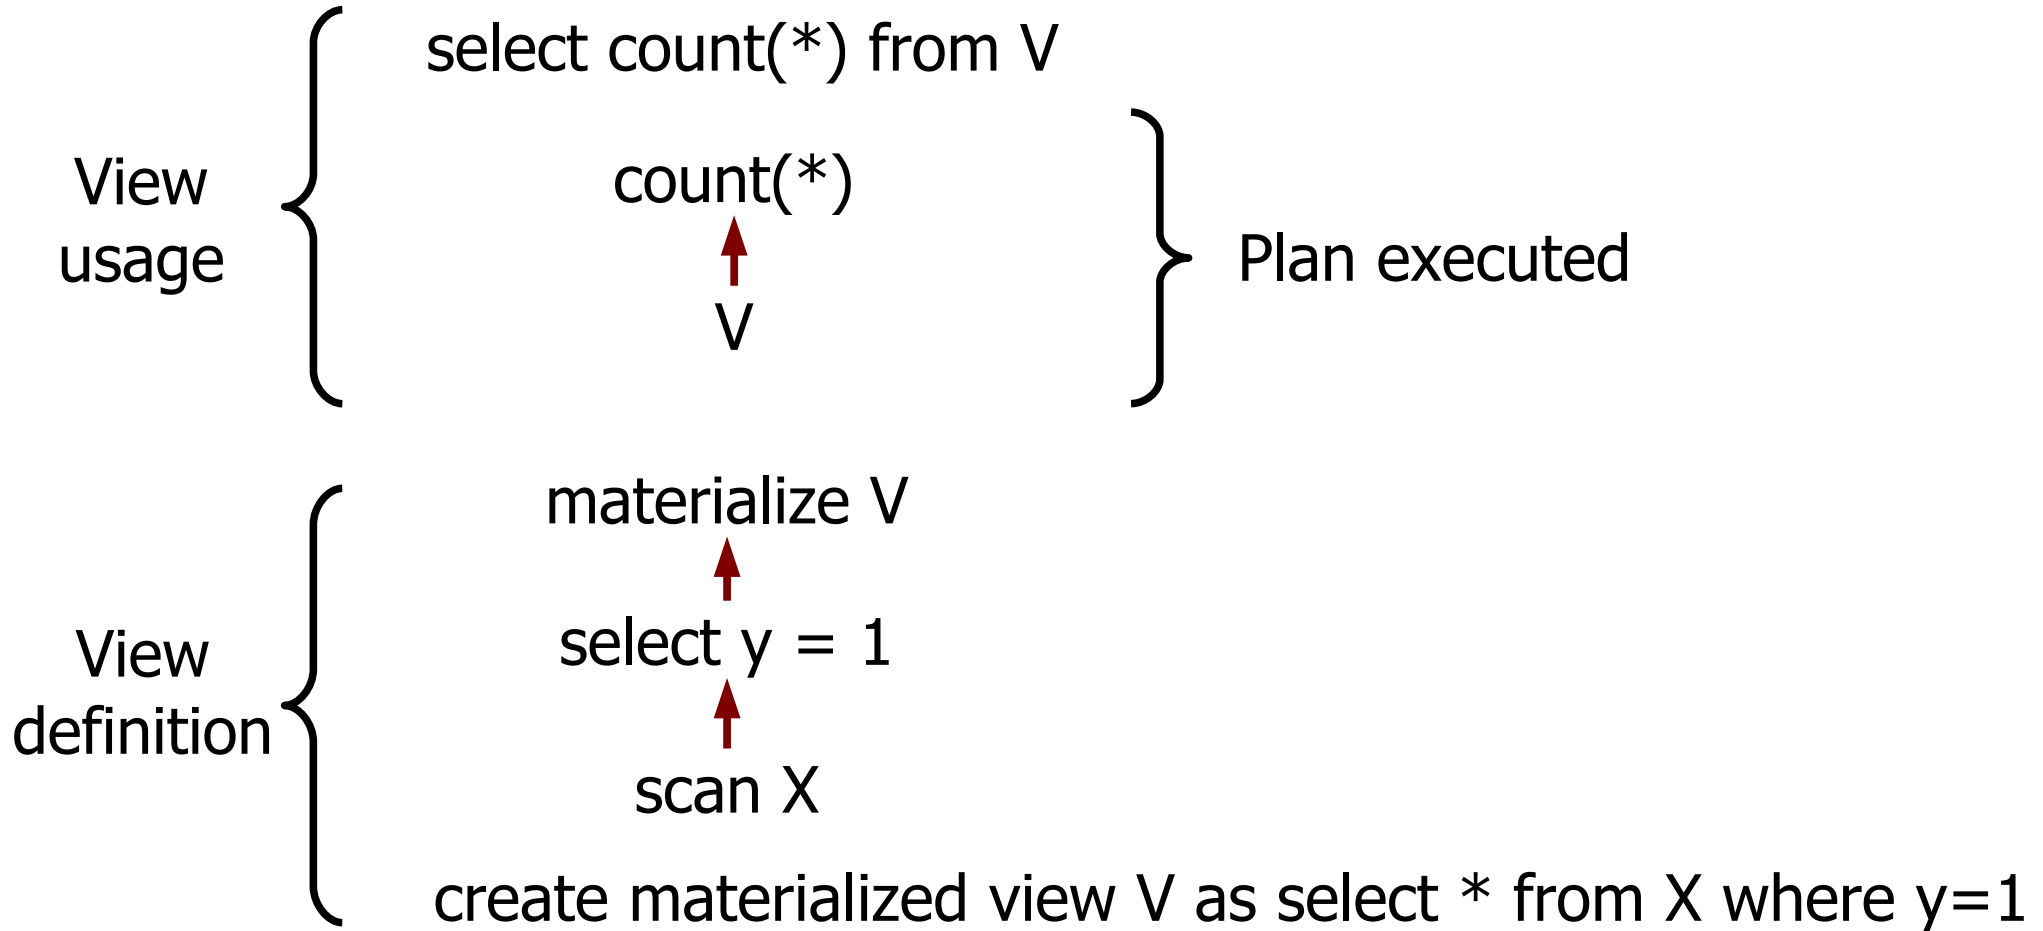 select count(*) from V
count(*)
View
usage
Plan executed
V
materialize V
select y = 1
View
definition
scan X
create materialized view V as select * from X where y=1